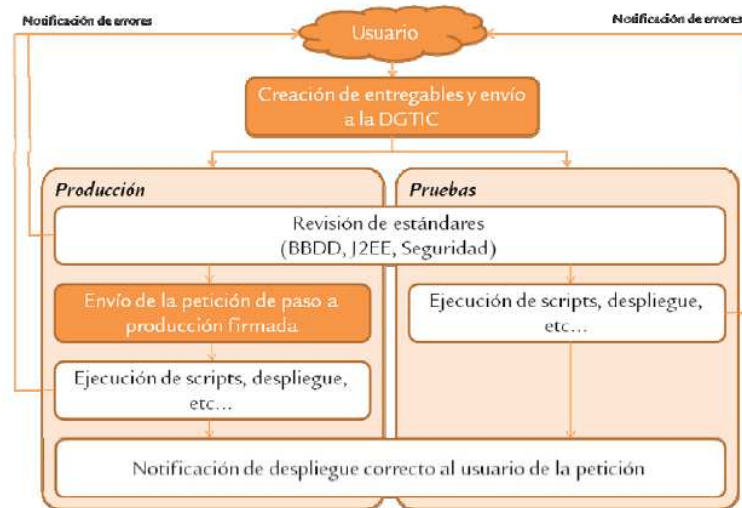 Notificación de errores
Notificación de errores
Usuario
Creación de entregables y envío
a la DGTIC
Producción
Pruebas
Revisión de estándares
(BBDD, J2EE, Seguridad)
Envío de la petición de paso a
producción firmada
Ejecución de scripts, despliegue,
etc...
Ejecución de scripts, despliegue,
etc...
Notificación de despliegue correcto al usuario de la petición